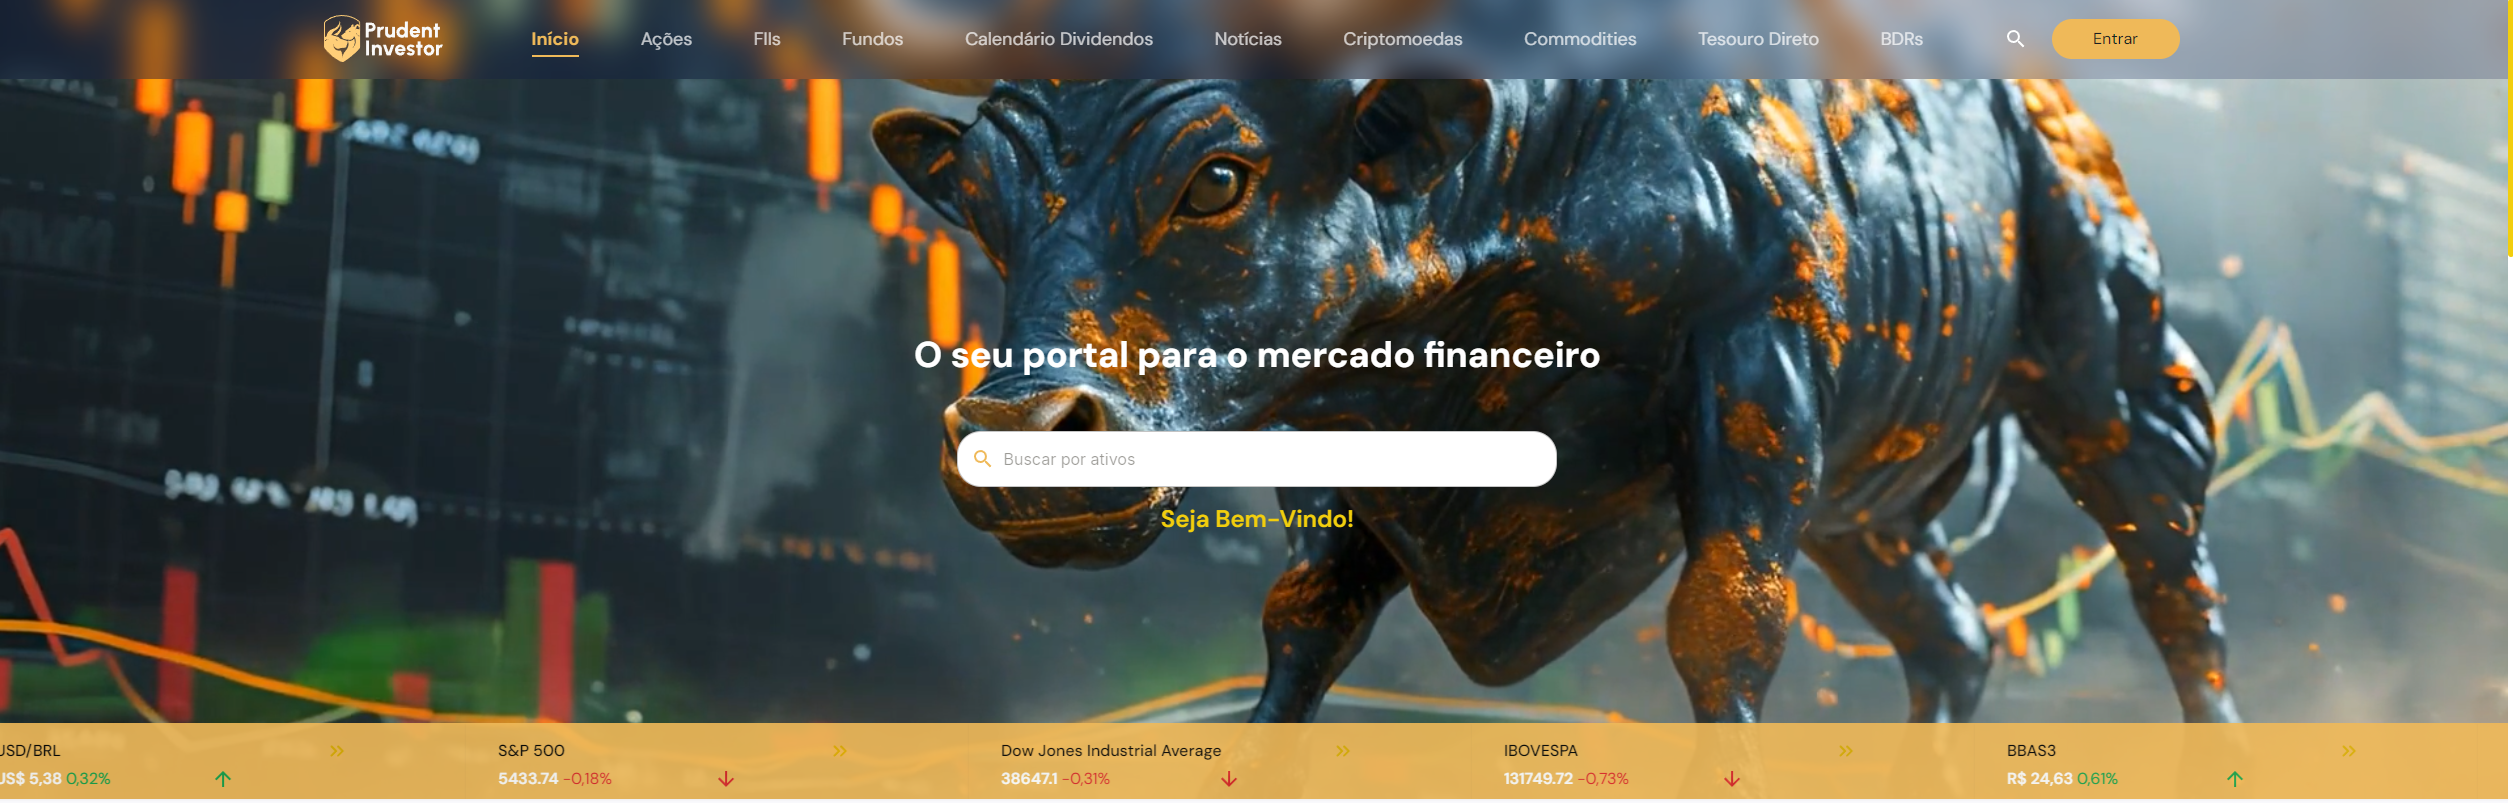 Prudent
Investor
Início
Ações
FIIs
Fundos
Calendário Dividendos
Notícias
Criptomoedas
Commodities
Tesouro Direto
BDRs
Entrar
O seu portal para o mercado financeiro
Buscar por ativos
Seja Bem-Vindo!
USD/BRL
US$ 5,38 0,32%
S&P 500
5433.74 -0,18%
Dow Jones Industrial Average
38647.1 -0,31%
IBOVESPA
131749.72 -0,73%
BBAS3
R$ 24,63 0,61%